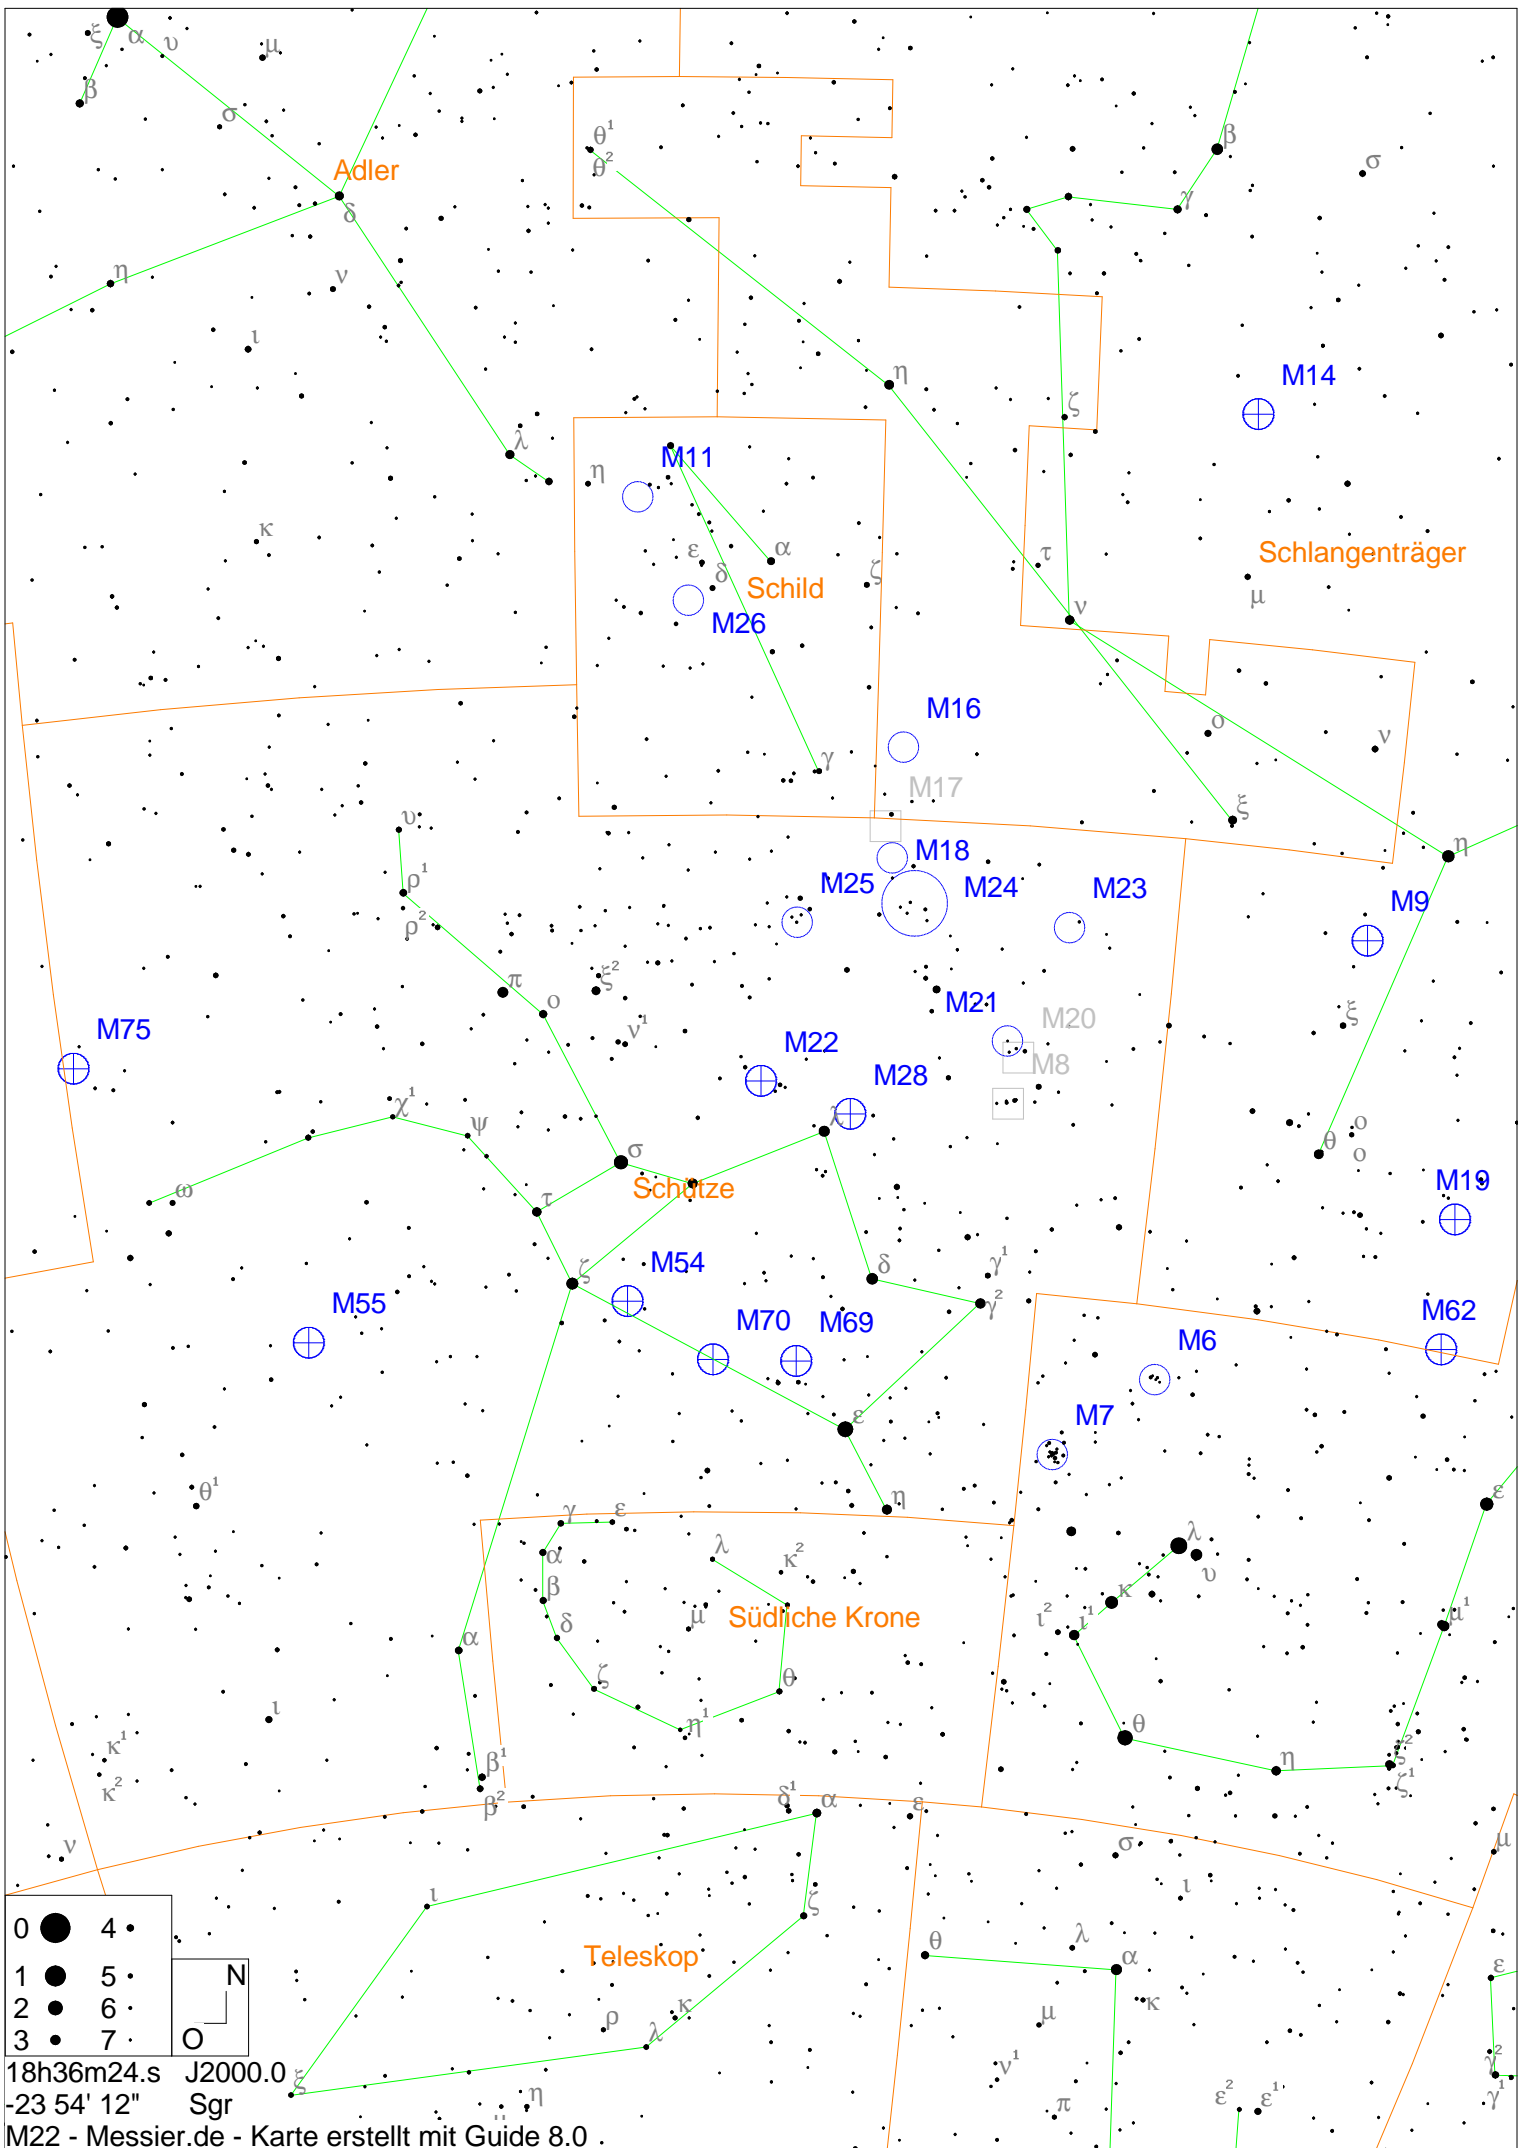 ξ α υ μ
β
σ
θ¹
θ²
β
σ
Adler
δ
γ
η
ν
ι
η
M14
ζ
λ
M11
η
κ
ε
α
δ
Schild
ζ
τ
Schlangenträger
μ
M26
ν
M16
ο
ν
γ
M17
υ
ξ
M18
η
ρ¹
M25
M24
M23
M9
ρ²
π
ξ²
ο
M21
M20
ν¹
ξ
M75
M22
M28
M8
χ¹
ψ
λ
σ
ο
θ
ο
Schütze
M19
ω
τ
M54
ζ
δ
γ¹
γ²
M55
M70
M69
M62
M6
ε
M7
θ¹
η
ε
γ
ε
α
λ
κ²
λ
υ
β
κ
μ
Südliche Krone
ι²
ι¹
μ¹
δ
α
ζ
θ
ι
η¹
θ
κ¹
β¹
η
ζ²
κ²
β²
ζ¹
δ¹
α
ε
ν
σ
μ
ι
ι
ζ
0 4
Teleskop
θ
λ
α
1 5
N
ε
2 6
κ
κ
ρ
μ
3 7
O
λ
γ²
18h36m24.s J2000.0
ξ
ν¹
γ¹
-23 54' 12" Sgr
η
π
ε²
ε¹
M22 - Messier.de - Karte erstellt mit Guide 8.0